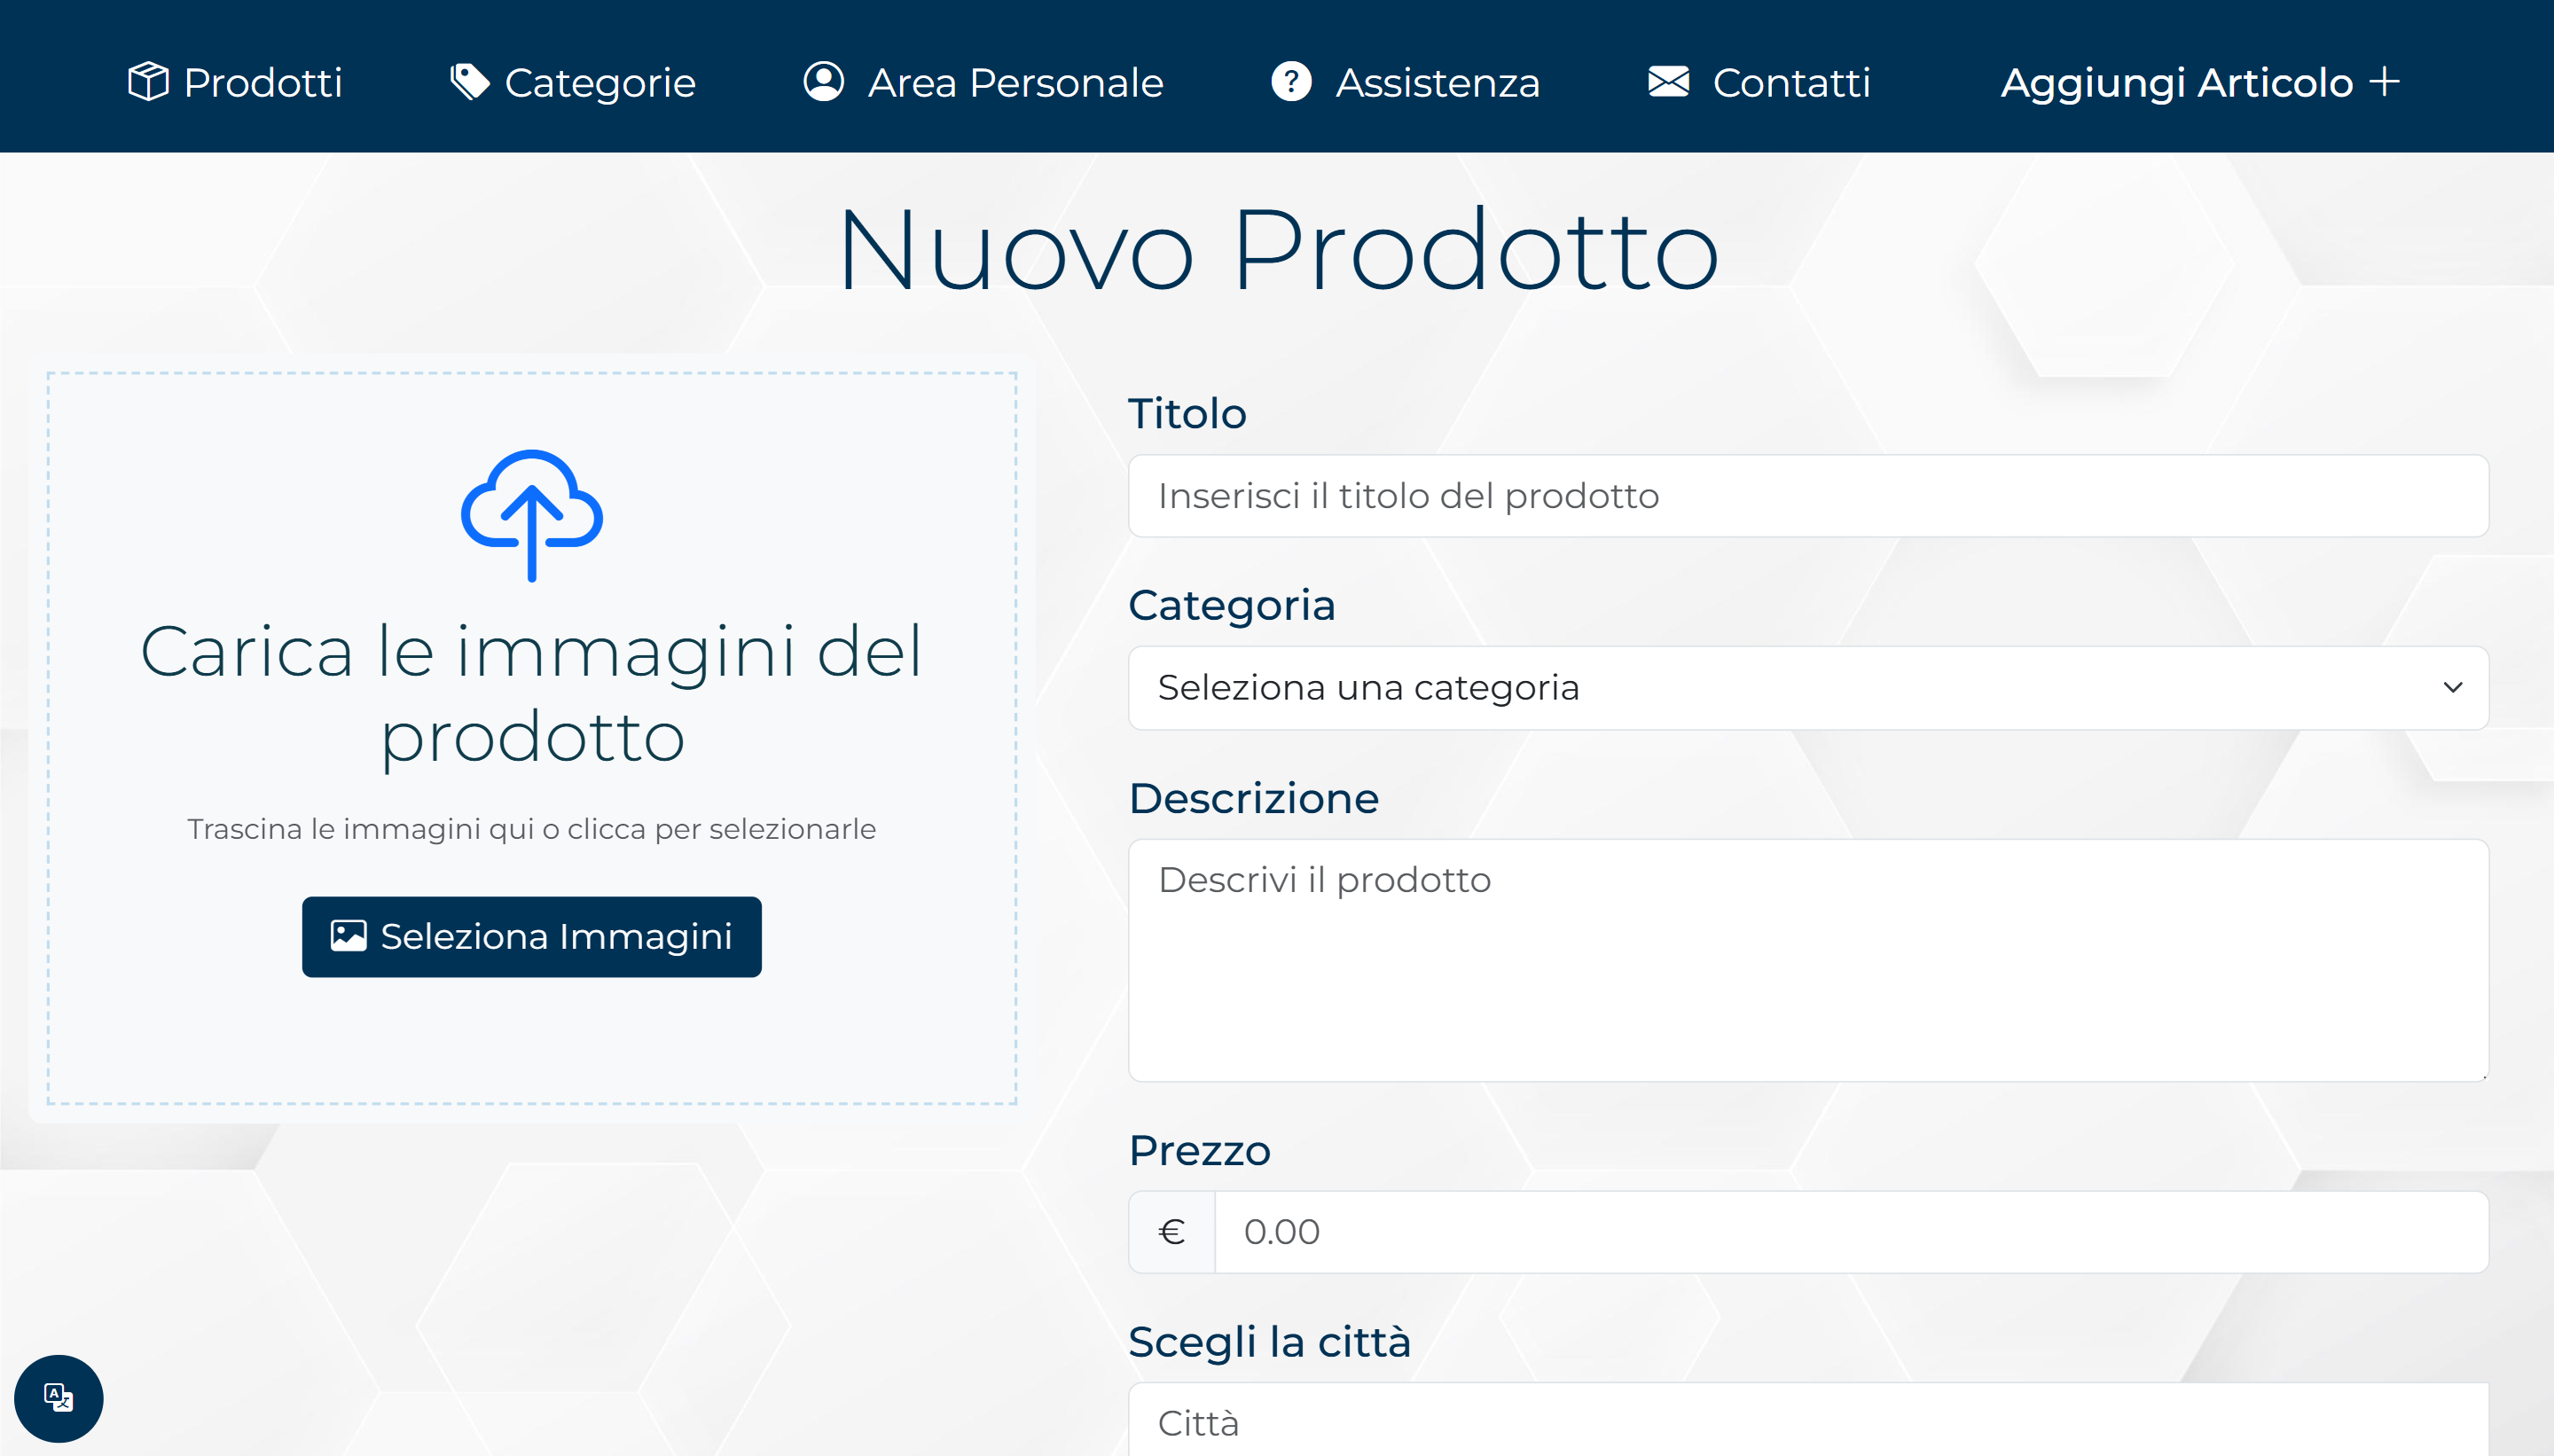 Prodotti
Categorie
Area Personale
Assistenza
Contatti
Aggiungi Articolo +
Nuovo Prodotto
Carica le immagini del
prodotto
Trascina le immagini qui o clicca per selezionarle
Seleziona Immagini
Titolo
Inserisci il titolo del prodotto
Categoria
Seleziona una categoria
Descrizione
Descrivi il prodotto
Prezzo
€ 0.00
Scegli la città
Città